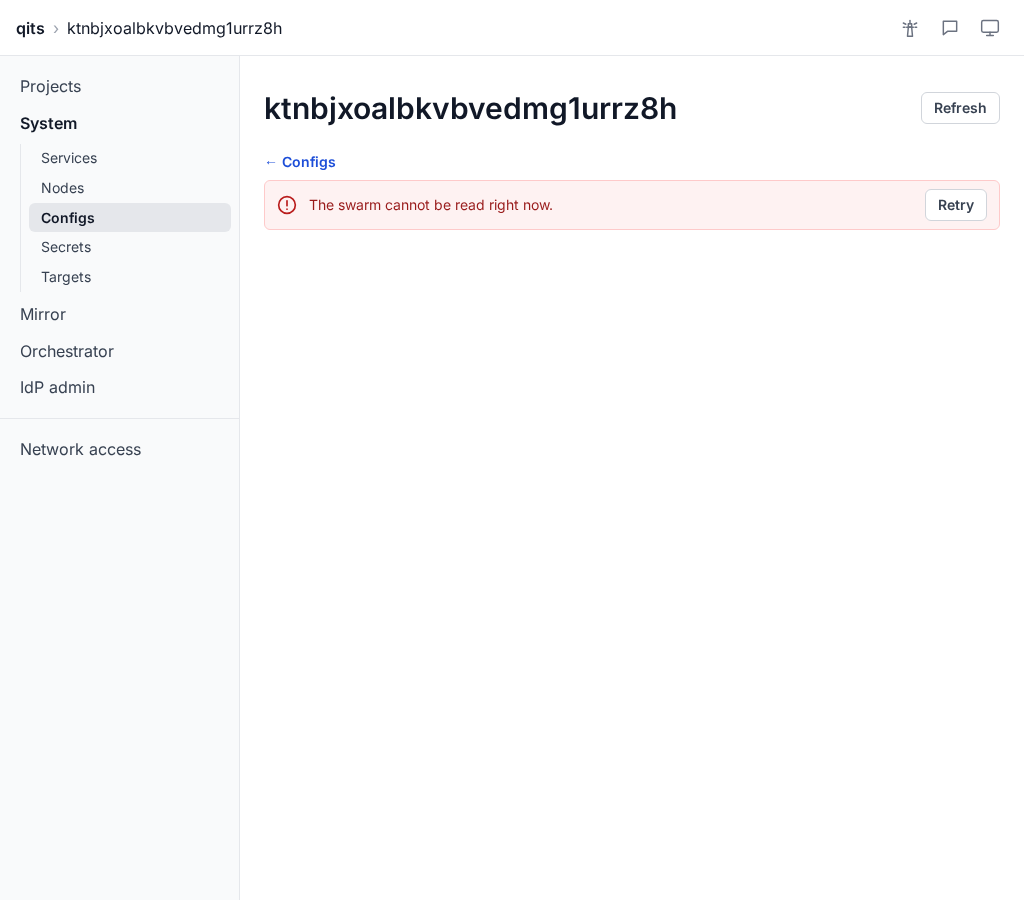 qits › ktnbjxoalbkvbvedmg1urrz8h
Projects
System
Services
Nodes
Configs
Secrets
Targets
Mirror
Orchestrator
IdP admin
Network access
ktnbjxoalbkvbvedmg1urrz8h
Refresh
← Configs
The swarm cannot be read right now.
Retry